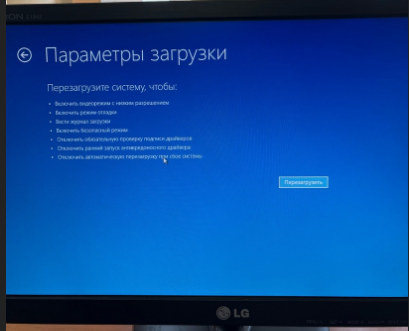 Параметры загрузки
Перезагрузите систему, чтобы:
Включить видеорежим с низким разрешением
Включить режим отладки
Вести журнал загрузки
Включить безопасный режим
Отключить обязательную проверку подписи драйверов
Отключить ранний запуск антивредоносного драйвера
Отключить автоматическую перезагрузку при сбое системы
Перезагрузить
LG